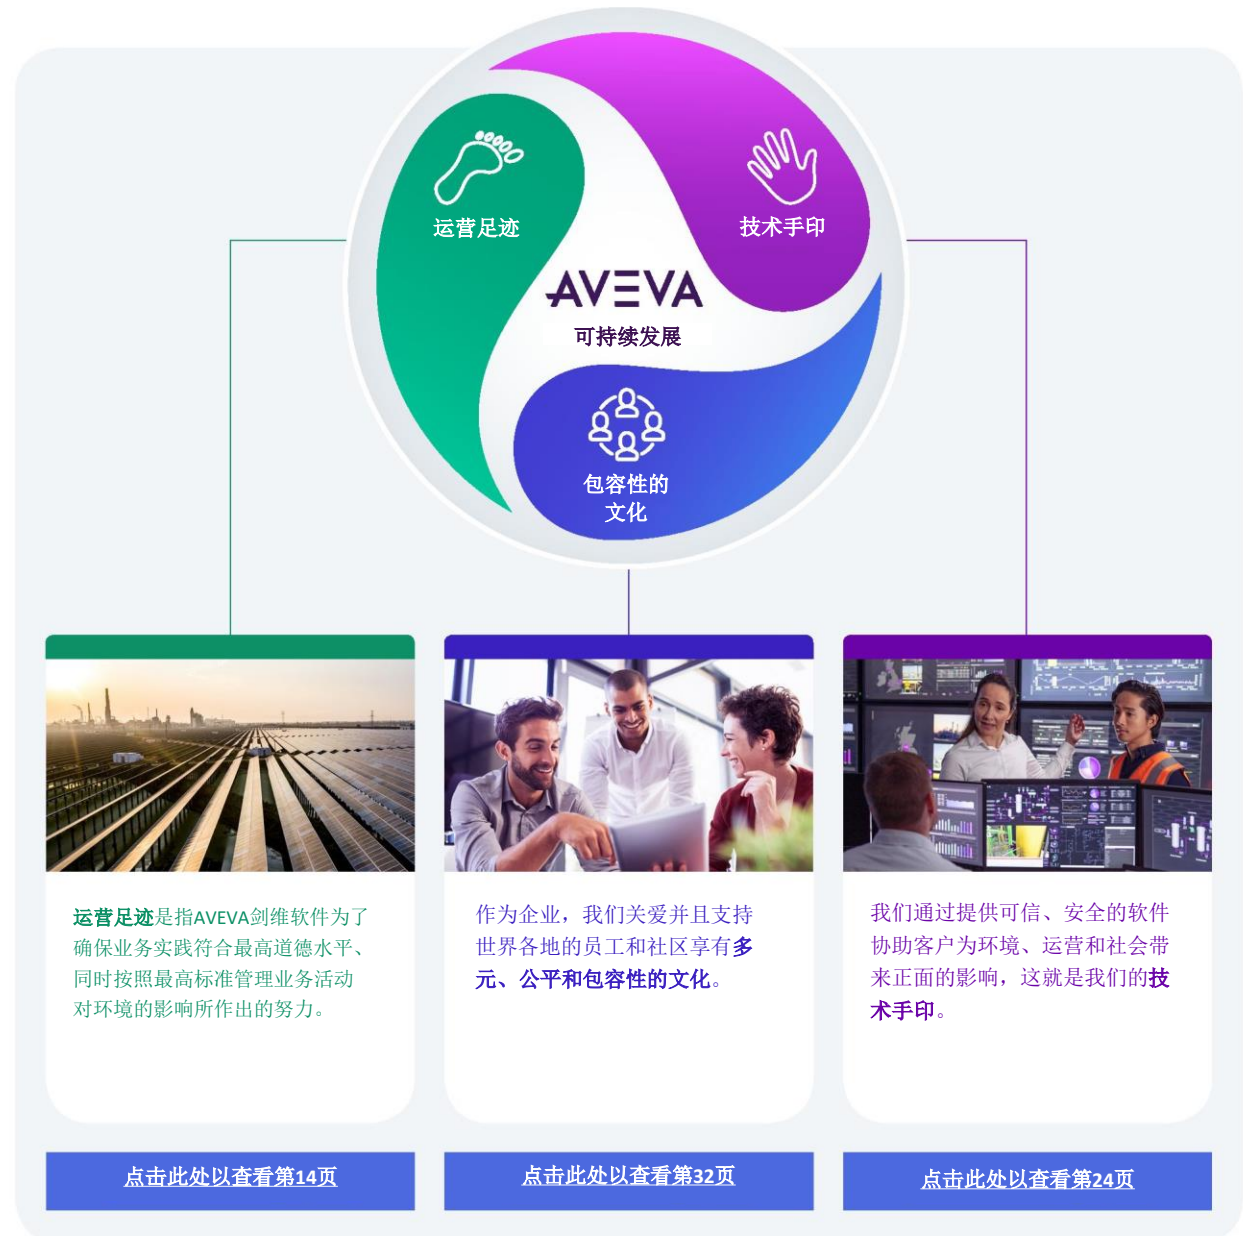 运营足迹
技术手印
AVEVA
可持续发展
包容性的
文化
运营足迹是指AVEVA剑维软件为了
确保业务实践符合最高道德水平、
同时按照最高标准管理业务活动
对环境的影响所作出的努力。
作为企业，我们关爱并且支持
世界各地的员工和社区享有多
元、公平和包容性的文化。
我们通过提供可信、安全的软件
协助客户为环境、运营和社会带
来正面的影响，这就是我们的技
术手印。
点击此处以查看第14页
点击此处以查看第32页
点击此处以查看第24页